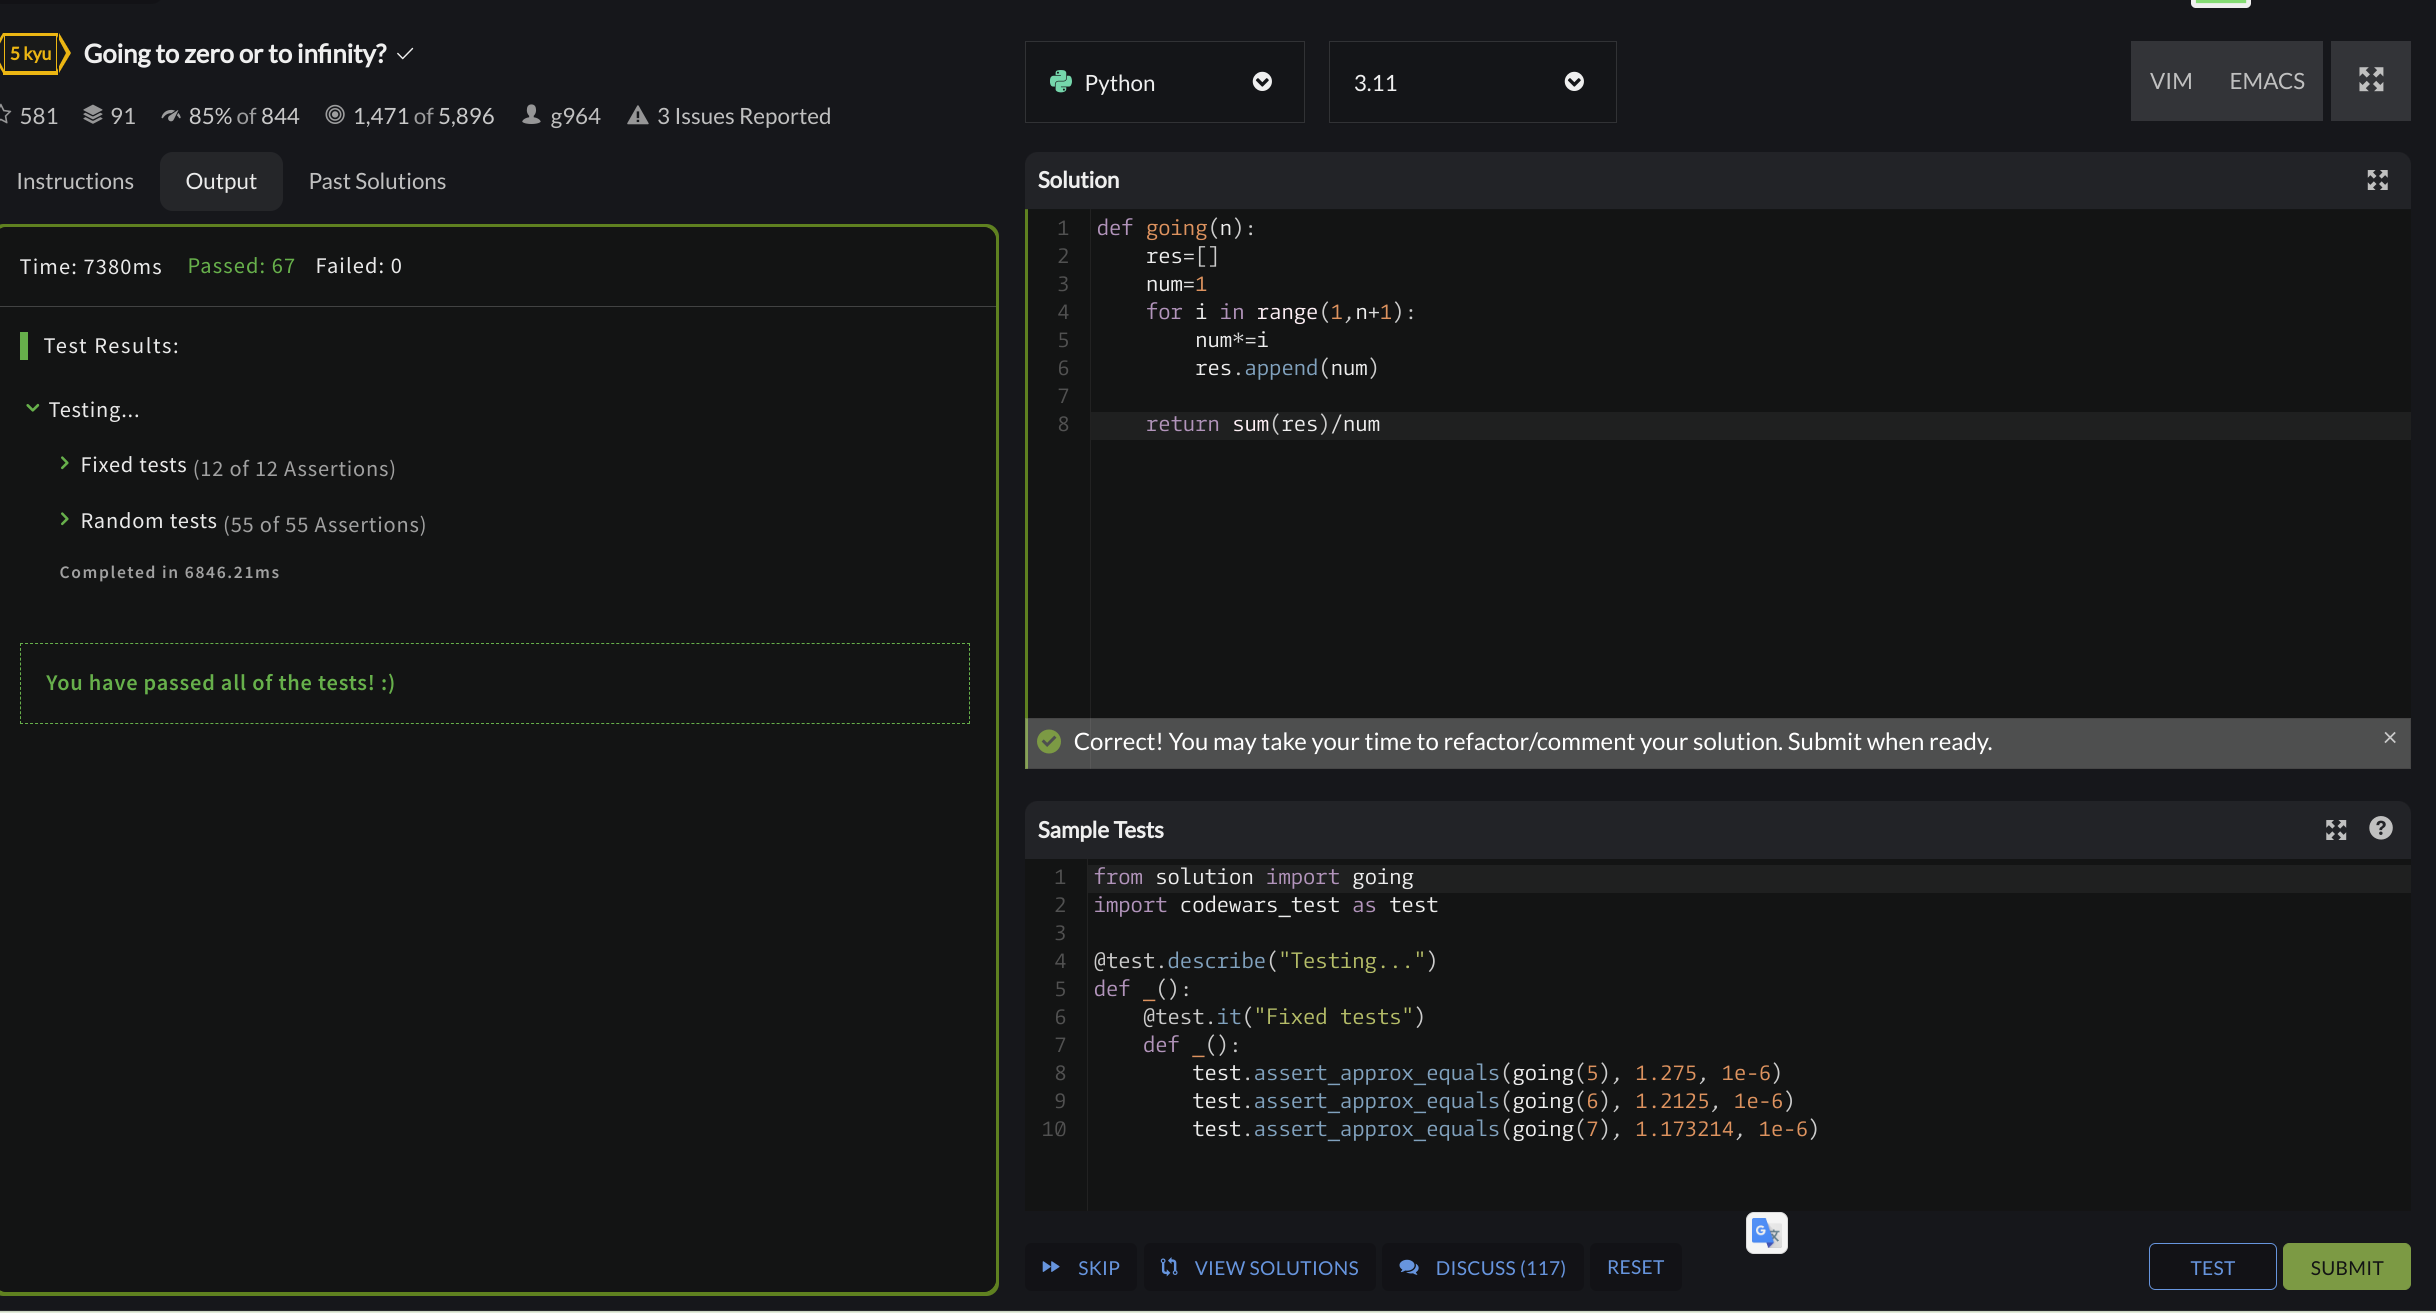 5 kyu Going to zero or to infinity?
581 91 85% of 844 1,471 of 5,896 g964 3 Issues Reported
Instructions Output Past Solutions
Time: 7380ms Passed: 67 Failed: 0
Test Results:
Testing...
Fixed tests (12 of 12 Assertions)
Random tests (55 of 55 Assertions)
Completed in 6846.21ms
You have passed all of the tests! :)
Python 3.11 VIM EMACS
Solution
1 def going(n):
2     res=[]
3     num=1
4     for i in range(1,n+1):
5         num*=i
6         res.append(num)
7
8     return sum(res)/num
Correct! You may take your time to refactor/comment your solution. Submit when ready.
Sample Tests
1 from solution import going
2 import codewars_test as test
3
4 @test.describe("Testing...")
5 def _():
6     @test.it("Fixed tests")
7     def _():
8         test.assert_approx_equals(going(5), 1.275, 1e-6)
9         test.assert_approx_equals(going(6), 1.2125, 1e-6)
10         test.assert_approx_equals(going(7), 1.173214, 1e-6)
SKIP VIEW SOLUTIONS DISCUSS (117) RESET TEST SUBMIT